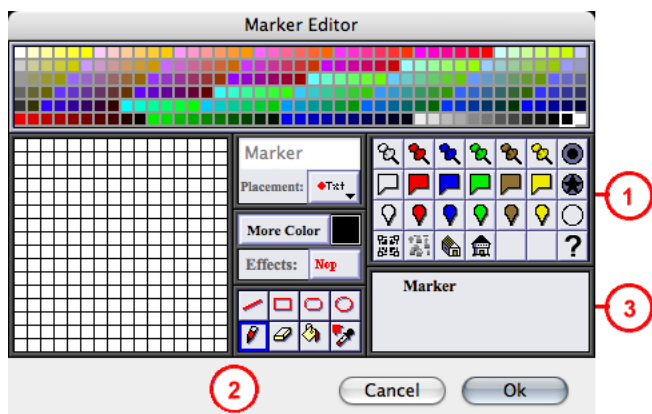 Marker Editor
Marker
Placement: Txt
More Color
Effects: Nop
?
Marker
1
3
2
Cancel Ok